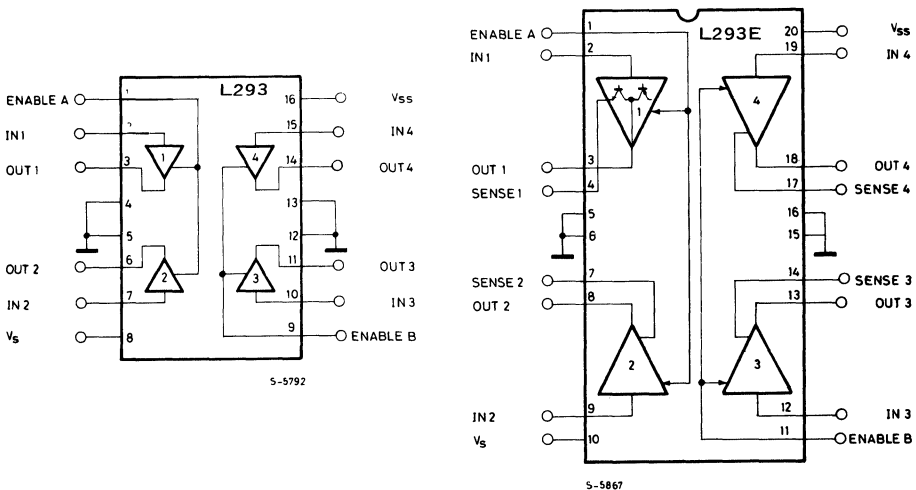 L293
ENABLE A
1
16
VSS
IN1
2
15
IN4
OUT1
3
1
4
14
OUT4
4
13
5
12
OUT 2
6
2
3
11
OUT 3
IN 2
7
10
IN 3
Vs
8
9
ENABLE B
S-5792
L293E
ENABLE A
1
20
Vss
IN1
2
19
IN 4
1
4
OUT 1
3
18
OUT 4
SENSE1
4
17
SENSE 4
5
16
6
15
SENSE 2
7
14
SENSE 3
OUT 2
8
13
OUT 3
2
3
IN 2
9
12
IN 3
Vs
10
11
ENABLE B
S-5867